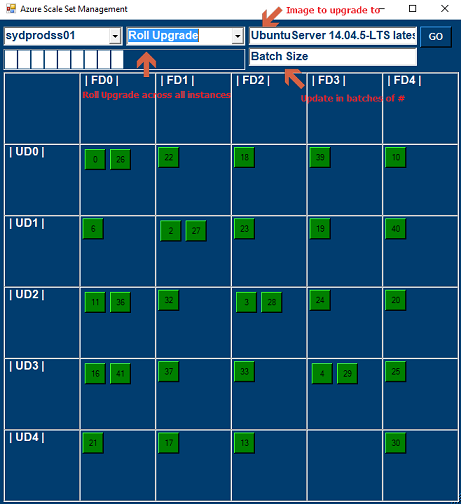 Azure Scale Set Management
Image to upgrade to
sydprodss01 Roll Upgrade UbuntuServer 14.04.5-LTS lates GO
Batch Size
| FD0 | | FD1 | | FD2 | | FD3 | | FD4 |
Roll Upgrade across all instances Update in batches of #
| UD0 0 26 22 18 39 10
| UD1 6 2 27 23 19 40
| UD2 11 36 32 3 28 24 20
| UD3 16 41 37 33 4 29 25
| UD4 21 17 13 30